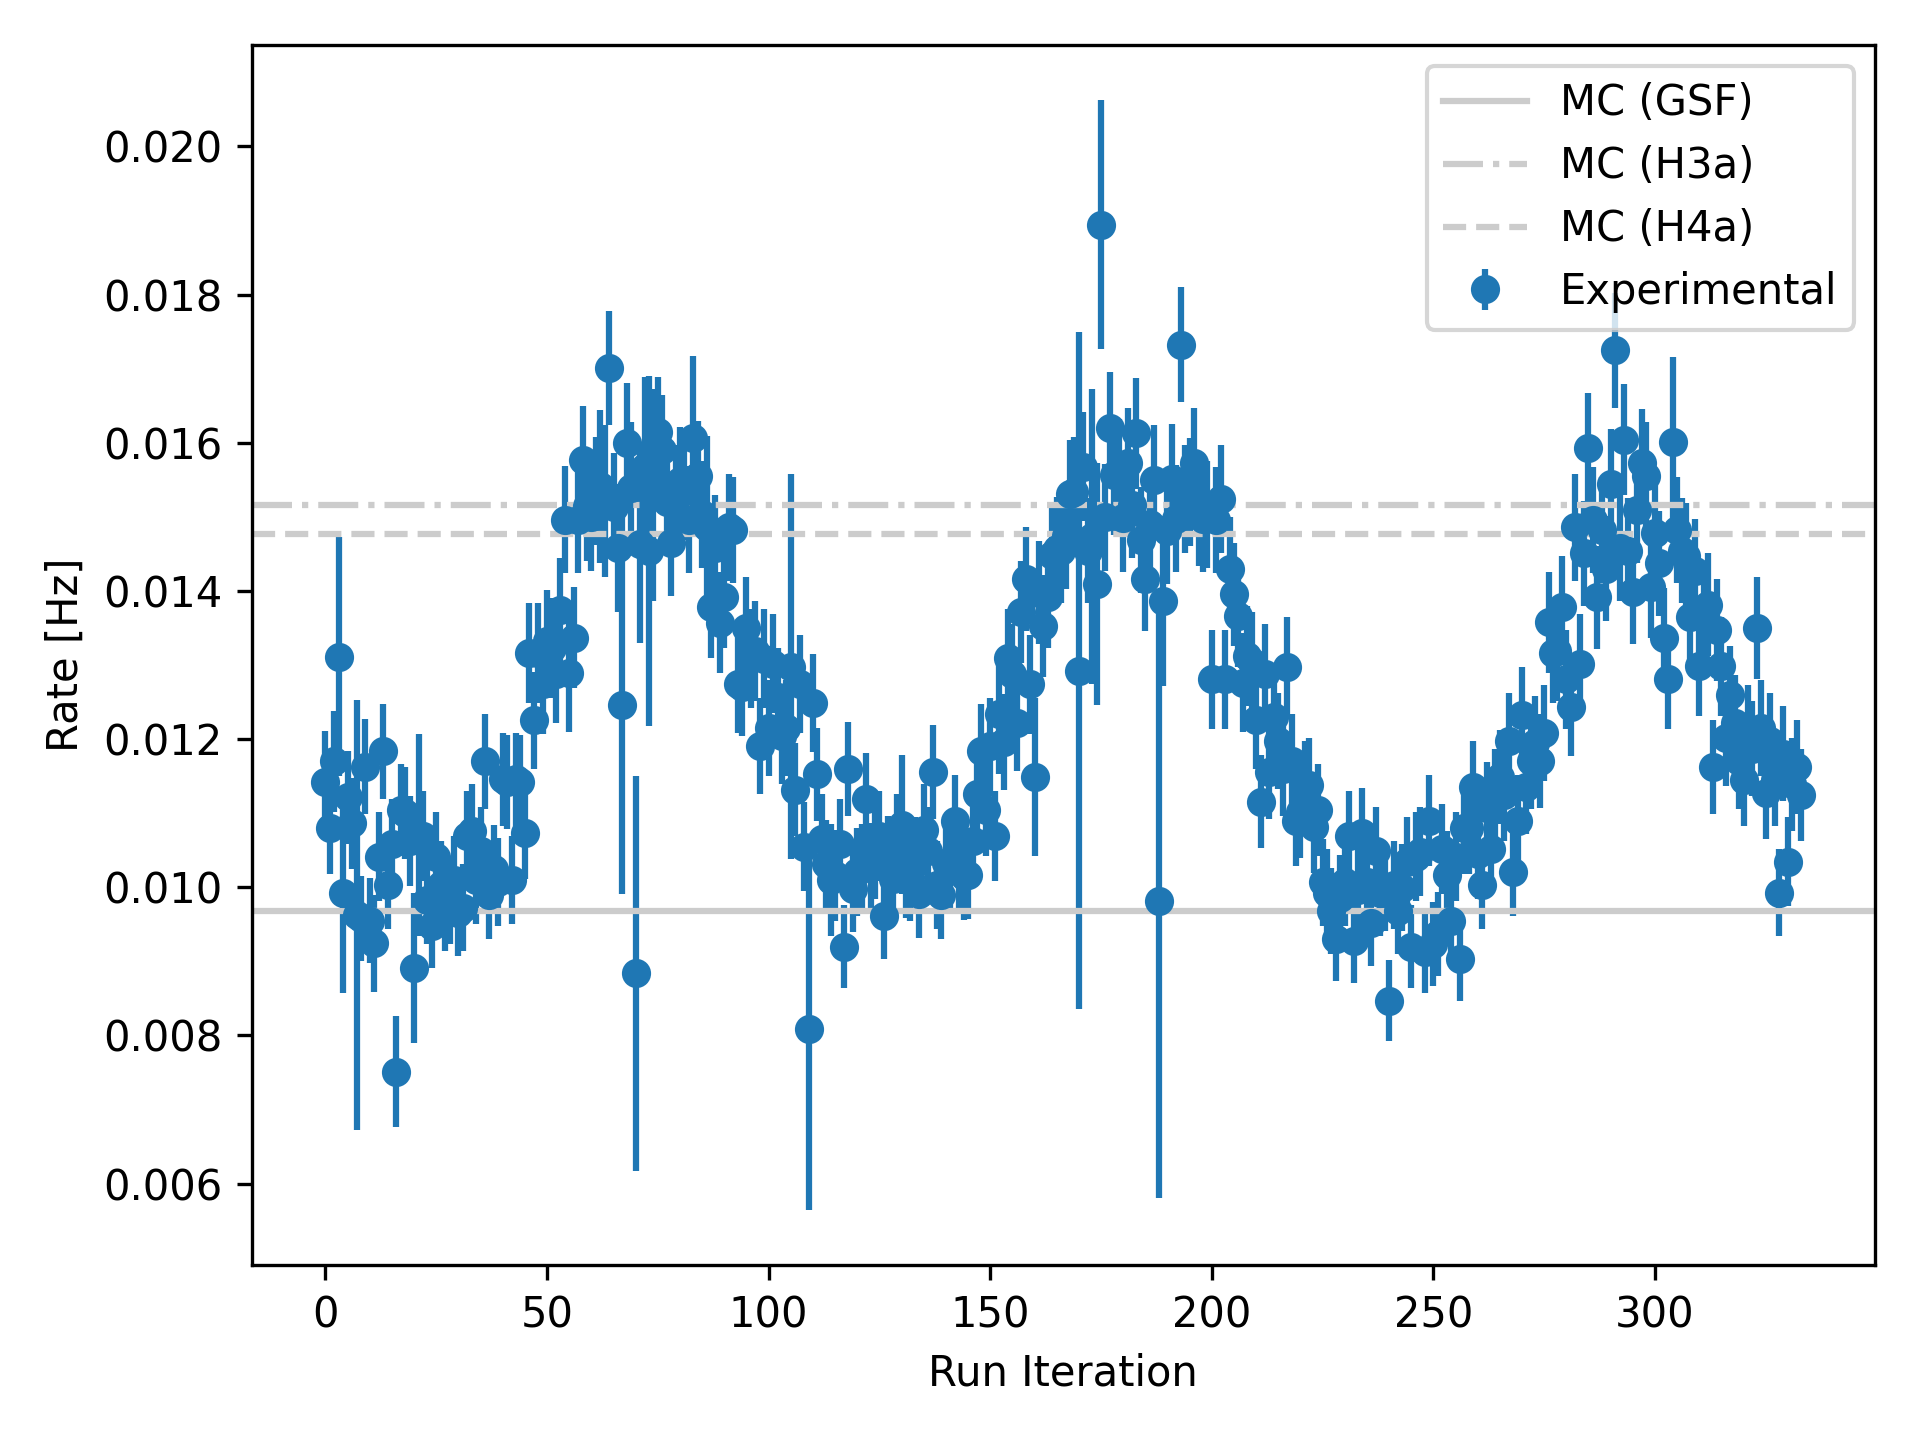 MC (GSF)
MC (H3a)
MC (H4a)
Experimental
0.020
0.018
0.016
0.014
0.012
0.010
0.008
0.006
Rate [Hz]
0 50 100 150 200 250 300
Run Iteration